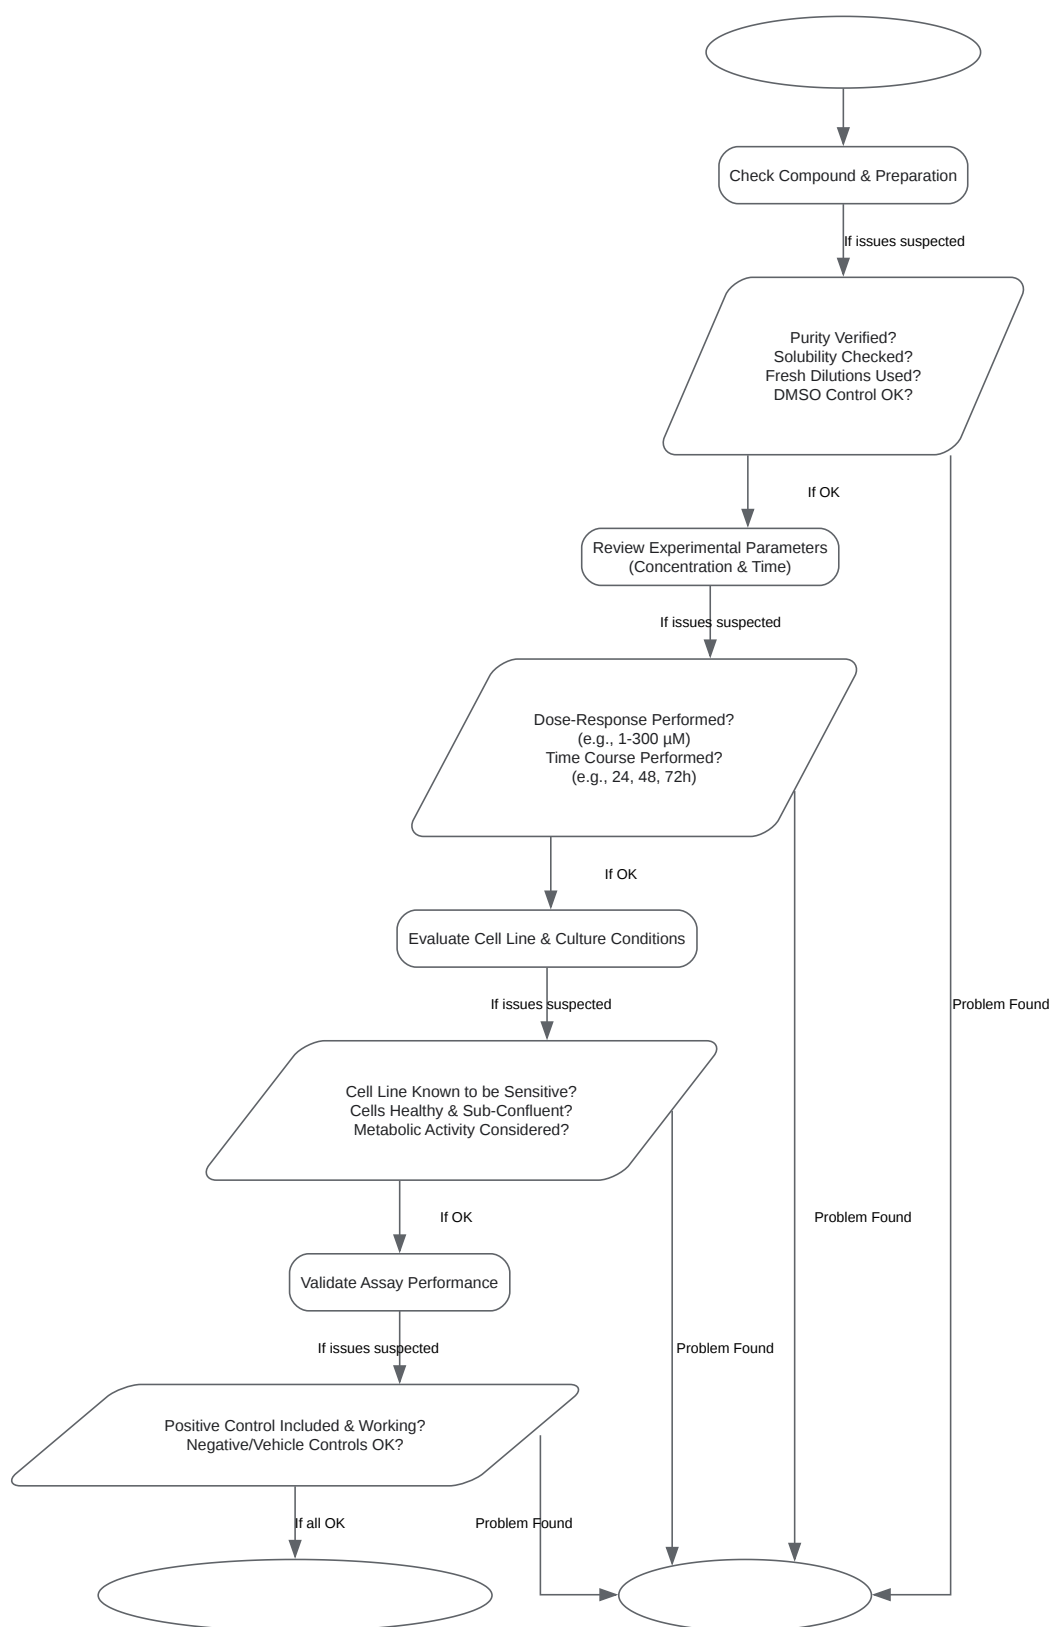 Check Compound & Preparation
If issues suspected
Purity Verified?
Solubility Checked?
Fresh Dilutions Used?
DMSO Control OK?
If OK
Review Experimental Parameters
(Concentration & Time)
If issues suspected
Dose-Response Performed?
(e.g., 1-300 µM)
Time Course Performed?
(e.g., 24, 48, 72h)
If OK
Evaluate Cell Line & Culture Conditions
If issues suspected
Problem Found
Cell Line Known to be Sensitive?
Cells Healthy & Sub-Confluent?
Metabolic Activity Considered?
If OK
Problem Found
Validate Assay Performance
If issues suspected
Problem Found
Positive Control Included & Working?
Negative/Vehicle Controls OK?
If all OK
Problem Found